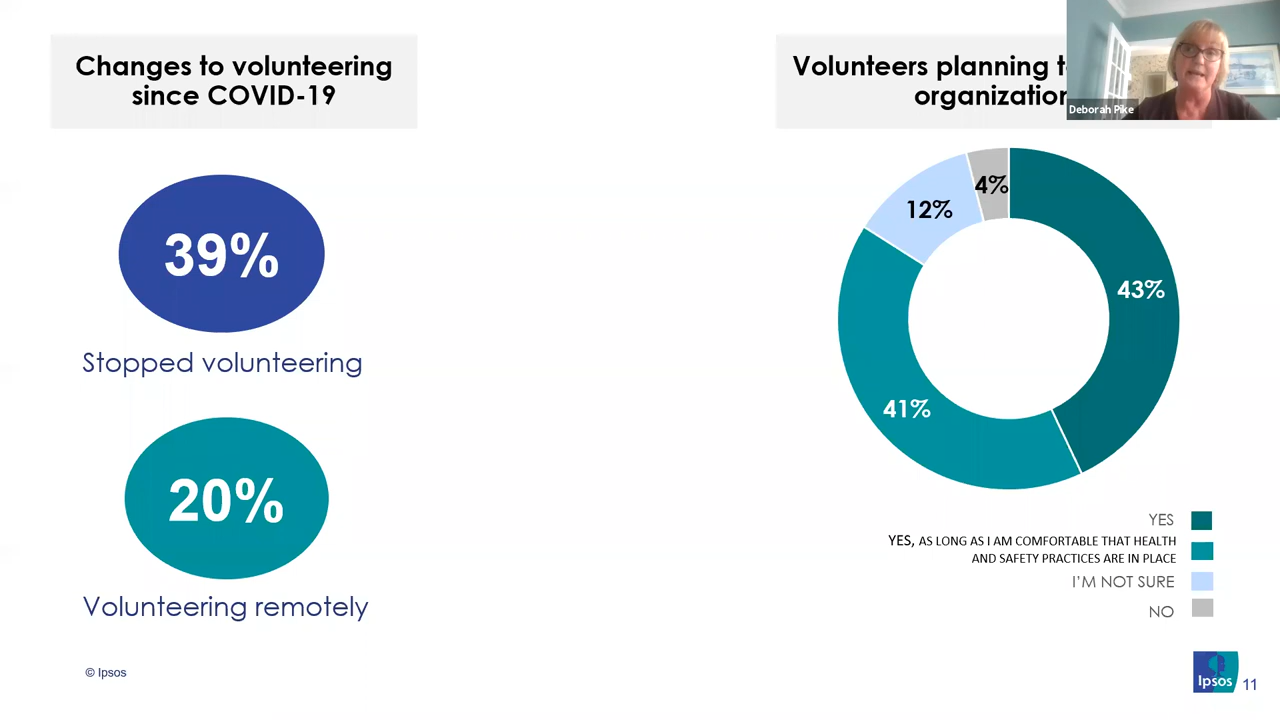 Changes to volunteering
since COVID-19
39%
Stopped volunteering
20%
Volunteering remotely
Volunteers planning
organization
Deborah Pike
4%
12%
43%
41%
YES
YES, AS LONG AS I AM COMFORTABLE THAT HEALTH
AND SAFETY PRACTICES ARE IN PLACE
I'M NOT SURE
NO
© Ipsos
Ipsos
11